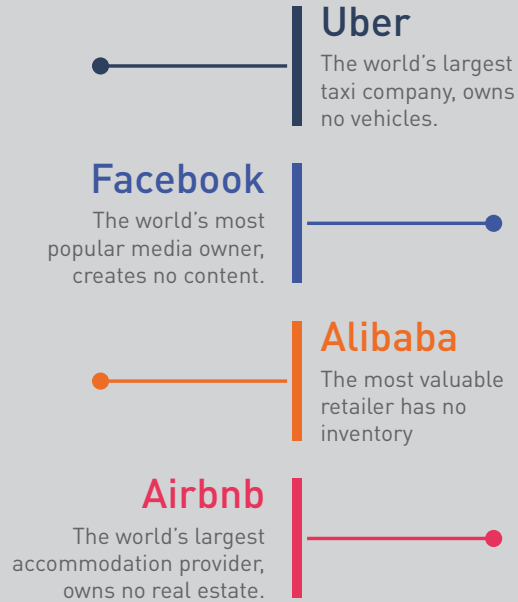 Uber
The world’s largest
taxi company, owns
no vehicles.
Facebook
The world’s most
popular media owner,
creates no content.
Alibaba
The most valuable
retailer has no
inventory
Airbnb
The world’s largest
accommodation provider,
owns no real estate.